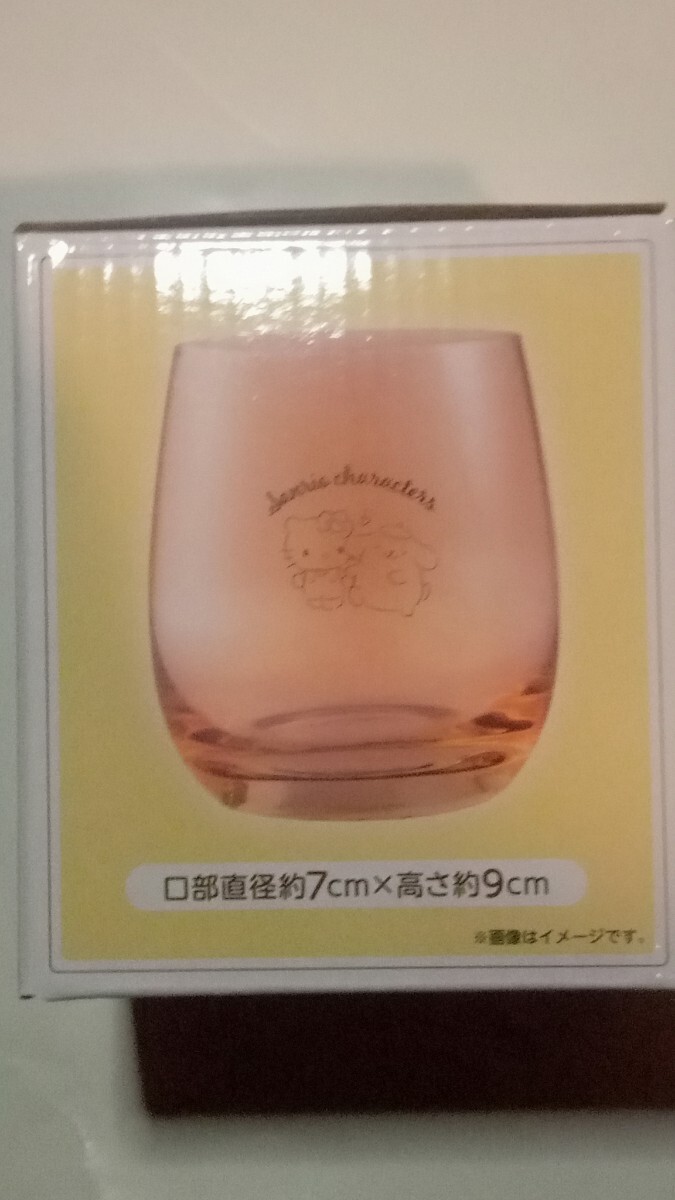 Sanrio characters
口部直径約7cm×高さ約9cm
※画像はイメージです。